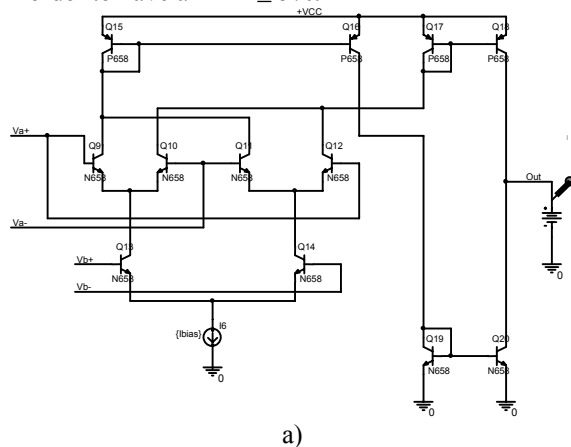 +VCC
Q15
Q16
Q17
Q18
P658
P658
P658
P658
Va+
Q9
Q10
Q11
Q12
N658
N658
N658
N658
Va-
Out
Q13
Q14
Vb+
N658
N658
Vb-
{Ibias}
I6
0
0
Q19
Q20
N658
N658
0
0
a)